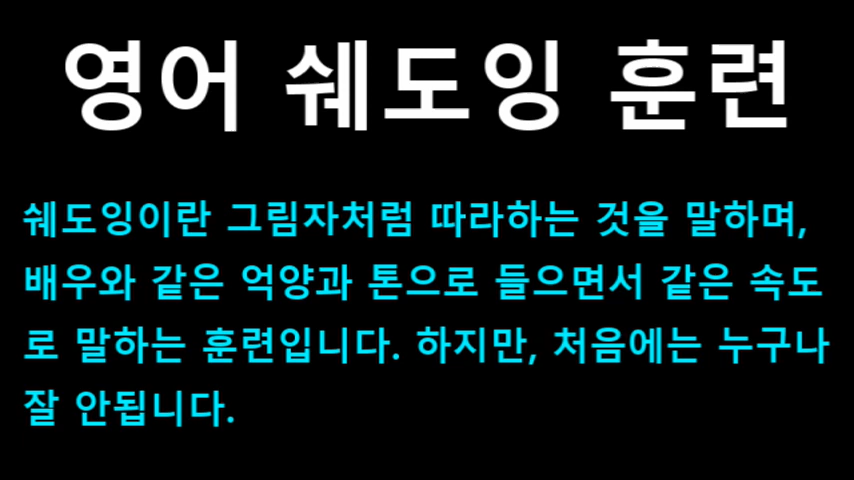 영어 쉐도잉 훈련
쉐도잉이란 그림자처럼 따라하는 것을 말하며,
배우와 같은 억양과 톤으로 들으면서 같은 속도
로 말하는 훈련입니다. 하지만, 처음에는 누구나
잘 안됩니다.